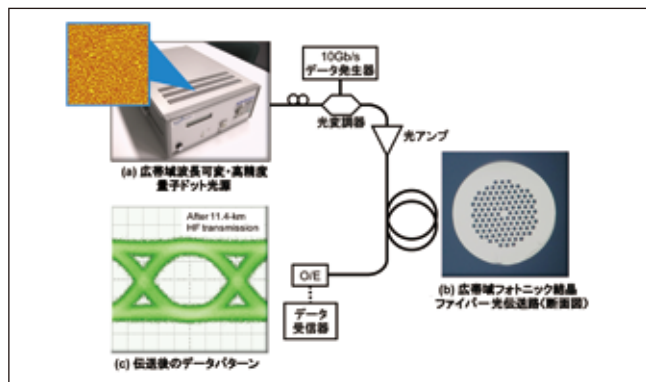 10Gb/s
データ発生器
光変調器
光アンプ
(a) 広帯域波長可変・高精度
量子ドット光源
After 11.4-km
HF transmission
O/E
データ
受信器
(b) 広帯域フォトニック結晶
ファイバー光伝送路(断面図)
(c) 伝送後のデータパターン